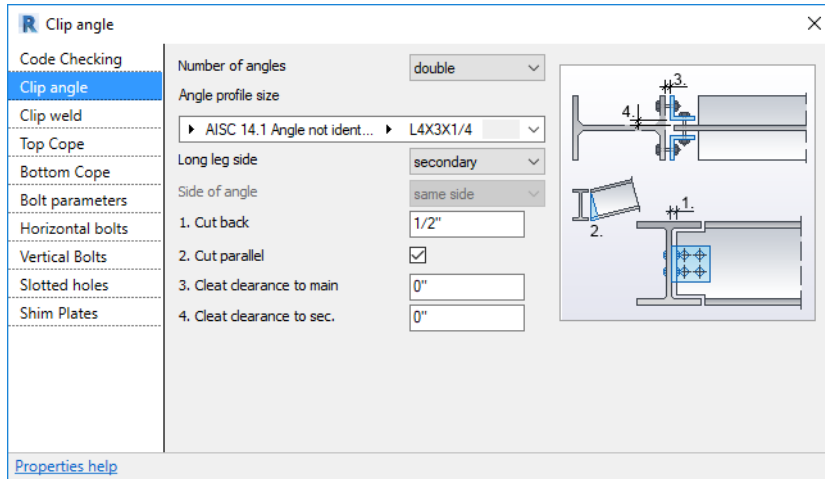 R Clip angle
Code Checking
Clip angle
Clip weld
Top Cope
Bottom Cope
Bolt parameters
Horizontal bolts
Vertical Bolts
Slotted holes
Shim Plates
Number of angles double
Angle profile size
AISC 14.1 Angle not ident... L4X3X1/4
Long leg side secondary
Side of angle same side
1. Cut back 1/2"
2. Cut parallel
3. Cleat clearance to main 0"
4. Cleat clearance to sec. 0"
3.
4.
1.
2.
Properties help